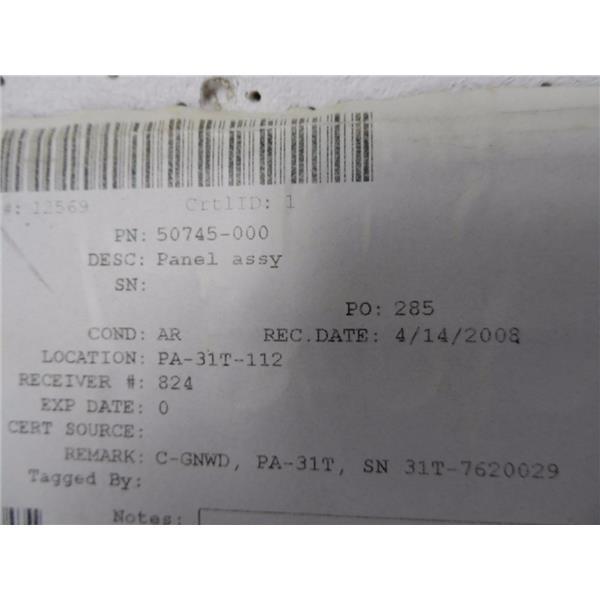 #: 12569 CrtlID: 1
PN: 50745-000
DESC: Panel assy
SN:
PO: 285
COND: AR REC.DATE: 4/14/2008
LOCATION: PA-31T-112
RECEIVER #: 824
EXP DATE: 0
CERT SOURCE:
REMARK: C-GNWD, PA-31T, SN 31T-7620029
Tagged By:
Notes: